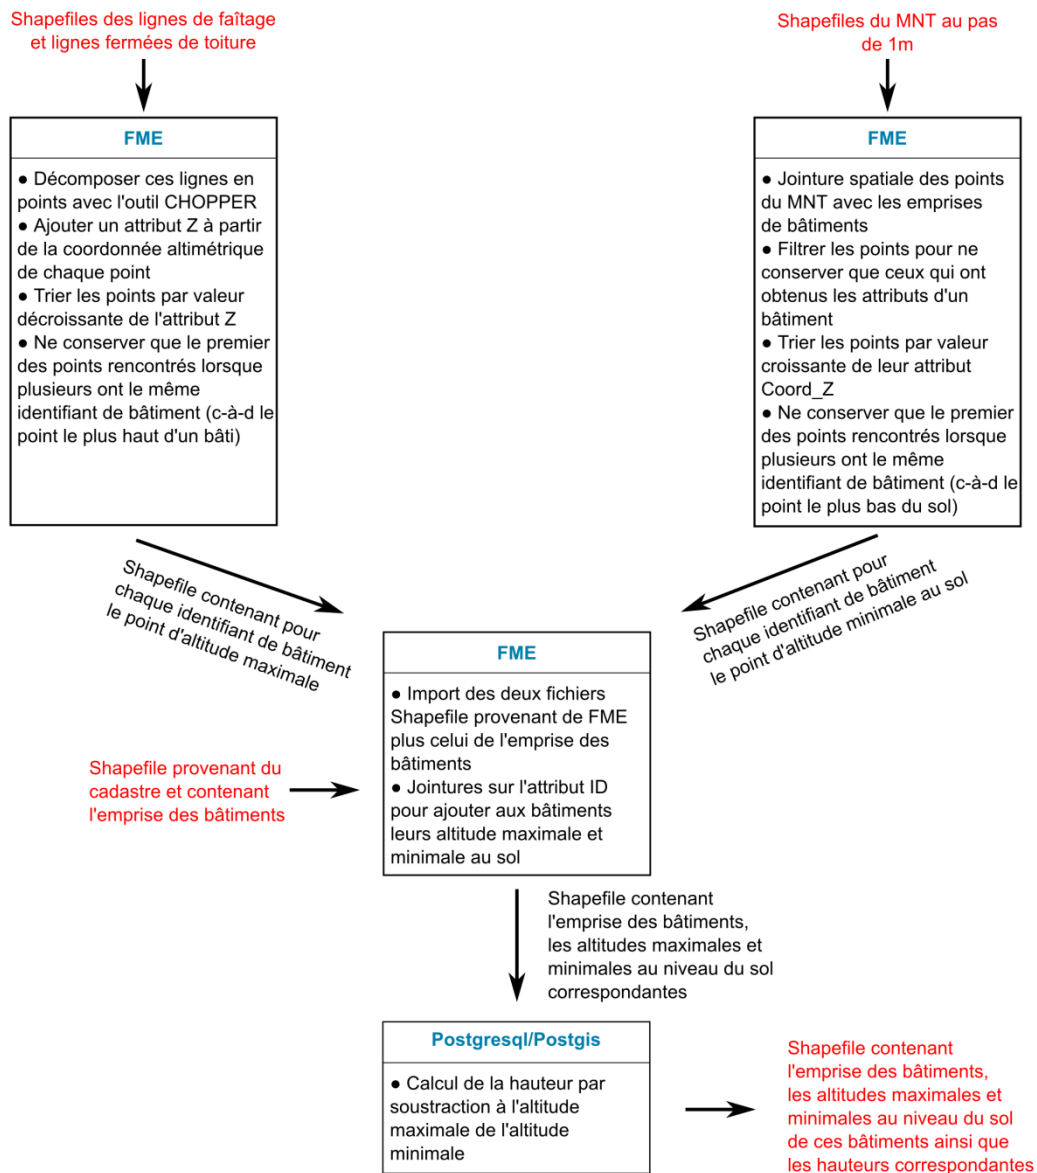 Shapefiles des lignes de faîtage
et lignes fermées de toiture
FME
● Décomposer ces lignes en
points avec l'outil CHOPPER
● Ajouter un attribut Z à partir
de la coordonnée altimétrique
de chaque point
● Trier les points par valeur
décroissante de l'attribut Z
● Ne conserver que le premier
des points rencontrés lorsque
plusieurs ont le même
identifiant de bâtiment (c-à-d le
point le plus haut d'un bâti)
Shapefiles du MNT au pas
de 1m
FME
● Jointure spatiale des points
du MNT avec les emprises
de bâtiments
● Filtrer les points pour ne
conserver que ceux qui ont
obtenus les attributs d'un
bâtiment
● Trier les points par valeur
croissante de leur attribut
Coord_Z
● Ne conserver que le premier
des points rencontrés lorsque
plusieurs ont le même
identifiant de bâtiment (c-à-d le
point le plus bas du sol)
Shapefile contenant pour
chaque identifiant de bâtiment
le point d'altitude maximale
Shapefile contenant pour
chaque identifiant de bâtiment
le point d'altitude minimale au sol
FME
● Import des deux fichiers
Shapefile provenant de FME
plus celui de l'emprise des
bâtiments
● Jointures sur l'attribut ID
pour ajouter aux bâtiments
leurs altitude maximale et
minimale au sol
Shapefile provenant du
cadastre et contenant
l'emprise des bâtiments
Shapefile contenant
l'emprise des bâtiments,
les altitudes maximales et
minimales au niveau du sol
correspondantes
Postgresql/Postgis
● Calcul de la hauteur par
soustraction à l'altitude
maximale de l'altitude
minimale
Shapefile contenant
l'emprise des bâtiments,
les altitudes maximales et
minimales au niveau du sol
de ces bâtiments ainsi que
les hauteurs correspondantes